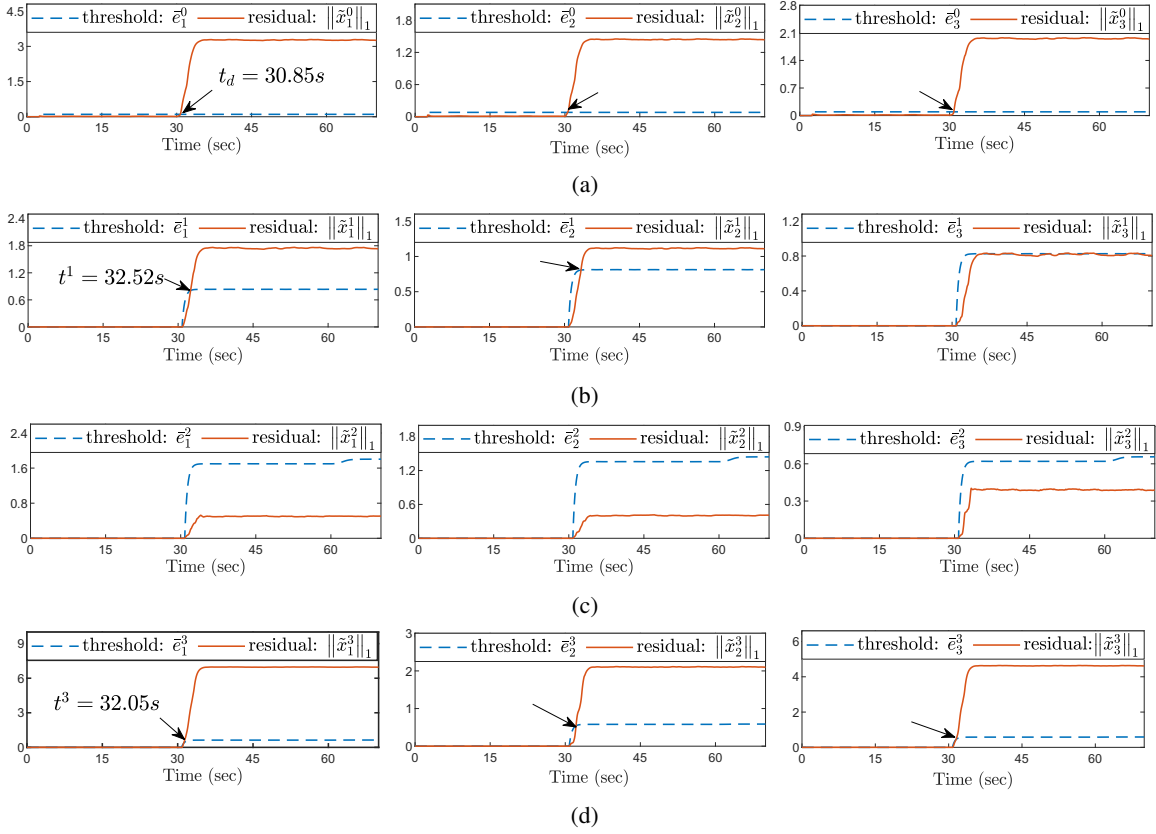 threshold: ē₁⁰ residual: ‖x̃₁⁰‖₁
4.5
3
1.5
0
t_d = 30.85s
0 15 30 45 60
Time (sec)
threshold: ē₂⁰ residual: ‖x̃₂⁰‖₁
1.8
1.2
0.6
0
0 15 30 45 60
Time (sec)
threshold: ē₃⁰ residual: ‖x̃₃⁰‖₁
2.8
2.1
1.4
0.7
0
0 15 30 45 60
Time (sec)
(a)
threshold: ē₁¹ residual: ‖x̃₁¹‖₁
2.4
1.8
1.2
0.6
0
t¹ = 32.52s
0 15 30 45 60
Time (sec)
threshold: ē₂¹ residual: ‖x̃₂¹‖₁
1.5
1
0.5
0
0 15 30 45 60
Time (sec)
threshold: ē₃¹ residual: ‖x̃₃¹‖₁
1.2
0.8
0.4
0
0 15 30 45 60
Time (sec)
(b)
threshold: ē₁² residual: ‖x̃₁²‖₁
2.4
1.6
0.8
0
0 15 30 45 60
Time (sec)
threshold: ē₂² residual: ‖x̃₂²‖₁
1.8
1.2
0.6
0
0 15 30 45 60
Time (sec)
threshold: ē₃² residual: ‖x̃₃²‖₁
0.9
0.6
0.3
0
0 15 30 45 60
Time (sec)
(c)
threshold: ē₁³ residual: ‖x̃₁³‖₁
9
6
3
0
t³ = 32.05s
0 15 30 45 60
Time (sec)
threshold: ē₂³ residual: ‖x̃₂³‖₁
3
2
1
0
0 15 30 45 60
Time (sec)
threshold: ē₃³ residual:‖x̃₃³‖₁
6
4
2
0
0 15 30 45 60
Time (sec)
(d)